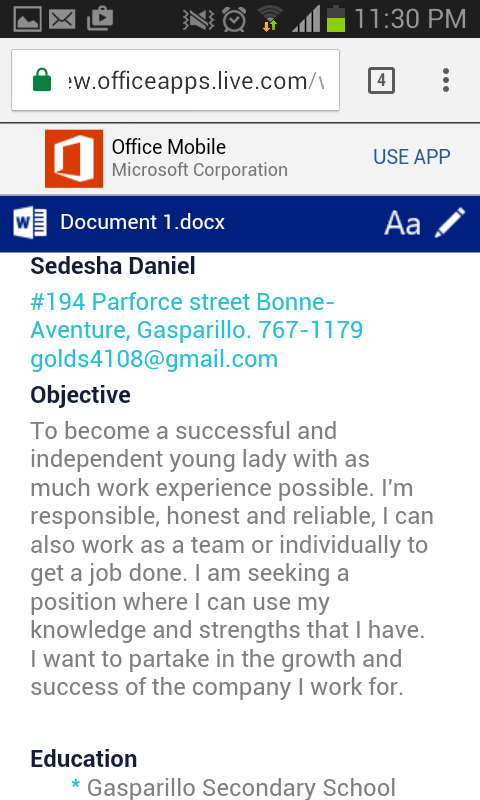 11:30 PM
ew.officeapps.live.com/
4
Office Mobile
Microsoft Corporation
USE APP
Document 1.docx
Aa
Sedesha Daniel
#194 Parforce street Bonne-
Aventure, Gasparillo. 767-1179
golds4108@gmail.com
Objective
To become a successful and
independent young lady with as
much work experience possible. I'm
responsible, honest and reliable, I can
also work as a team or individually to
get a job done. I am seeking a
position where I can use my
knowledge and strengths that I have.
I want to partake in the growth and
success of the company I work for.
Education
* Gasparillo Secondary School